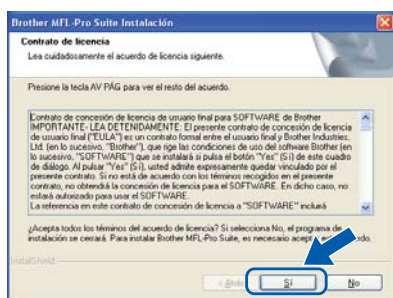 Brother MFL-Pro Suite Instalación
Contrato de licencia
Lea cuidadosamente el acuerdo de licencia siguiente.
Presione la tecla AV PÁG para ver el resto del acuerdo.
Contrato de concesión de licencia de usuario final para SOFTWARE de Brother
IMPORTANTE- LEA DETENIDAMENTE: El presente contrato de concesión de licencia
de usuario final ("EULA") es un contrato formal entre el usuario final y Brother Industries,
Ltd. (en lo sucesivo, "Brother"), que rige las condiciones de uso del software Brother (en
lo sucesivo, "SOFTWARE") que se instalará si pulsa el botón "Yes" (Sí) de este cuadro
de diálogo. Al pulsar "Yes" (Sí), usted admite expresamente quedar vinculado por el
presente contrato. Si no está de acuerdo con los términos recogidos en el presente
contrato, no obtendrá la concesión de licencia para el SOFTWARE. En dicho caso, no
estará autorizado para usar el SOFTWARE.
La referencia en este contrato de concesión de licencia a "SOFTWARE" incluirá
¿Acepta todos los términos del acuerdo de licencia? Si selecciona No, el programa de
instalación se cerrará. Para instalar Brother MFL-Pro Suite, es necesario
InstallShield
< Atrás Sí No